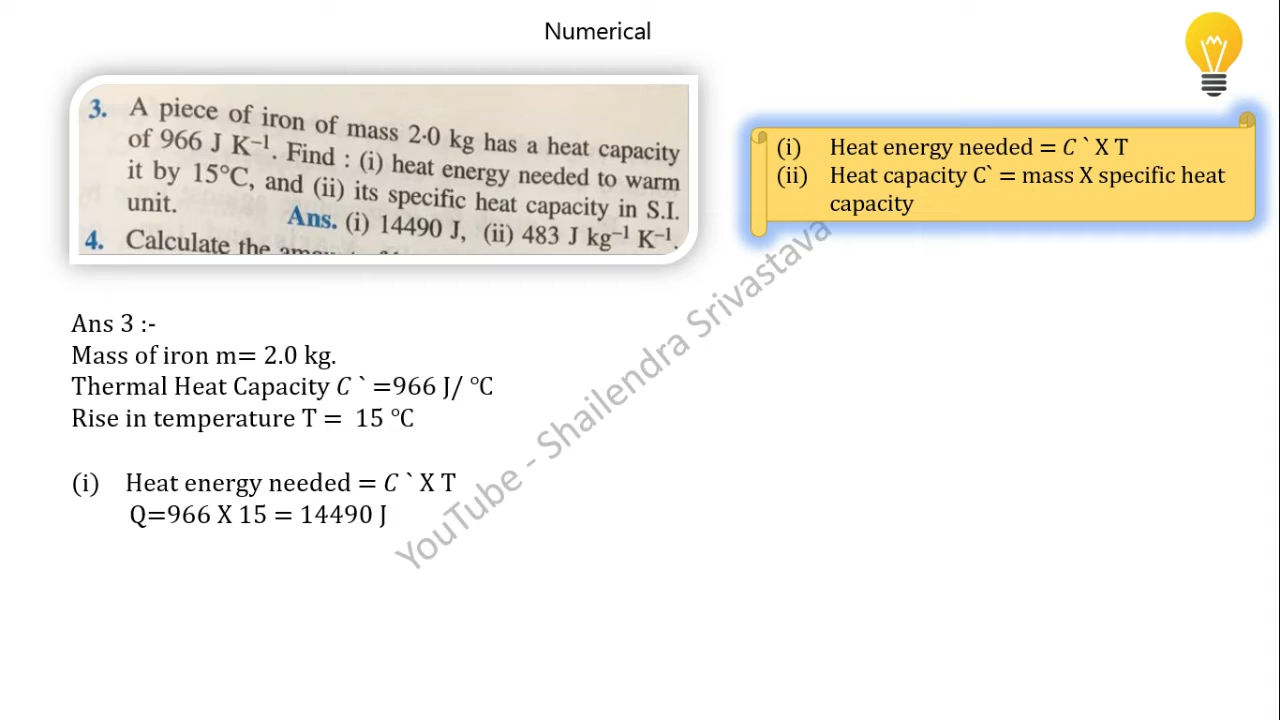 Numerical
3. A piece of iron of mass 2·0 kg has a heat capacity
of 966 J K⁻¹. Find : (i) heat energy needed to warm
it by 15°C, and (ii) its specific heat capacity in S.I.
unit. Ans. (i) 14490 J, (ii) 483 J kg⁻¹ K⁻¹.
4. Calculate the
(i) Heat energy needed = C ` X T
(ii) Heat capacity C` = mass X specific heat
capacity
Ans 3 :-
Mass of iron m= 2.0 kg.
Thermal Heat Capacity C ` =966 J/ °C
Rise in temperature T = 15 °C
(i) Heat energy needed = C ` X T
Q=966 X 15 = 14490 J
YouTube - Shailendra Srivastava